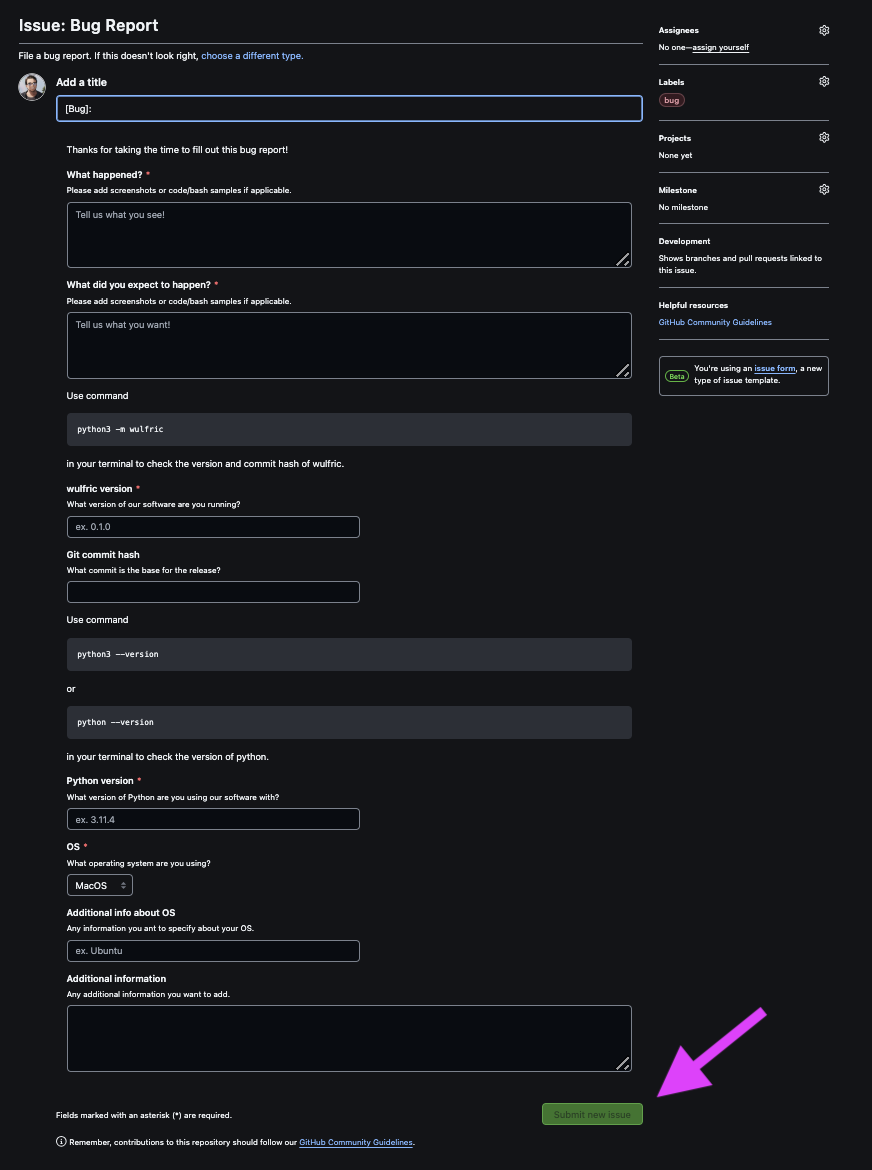 Issue: Bug Report
File a bug report. If this doesn't look right, choose a different type.
Add a title
[Bug]:
Thanks for taking the time to fill out this bug report!
What happened? *
Please add screenshots or code/bash samples if applicable.
Tell us what you see!
What did you expect to happen? *
Please add screenshots or code/bash samples if applicable.
Tell us what you want!
Use command
python3 -m wulfric
in your terminal to check the version and commit hash of wulfric.
wulfric version *
What version of our software are you running?
ex. 0.1.0
Git commit hash
What commit is the base for the release?
Use command
python3 --version
or
python --version
in your terminal to check the version of python.
Python version *
What version of Python are you using our software with?
ex. 3.11.4
OS *
What operating system are you using?
MacOS
Additional info about OS
Any information you ant to specify about your OS.
ex. Ubuntu
Additional information
Any additional information you want to add.
Fields marked with an asterisk (*) are required.
Submit new issue
Remember, contributions to this repository should follow our GitHub Community Guidelines.
Assignees
No one—assign yourself
Labels
bug
Projects
None yet
Milestone
No milestone
Development
Shows branches and pull requests linked to
this issue.
Helpful resources
GitHub Community Guidelines
Beta
You're using an issue form, a new
type of issue template.